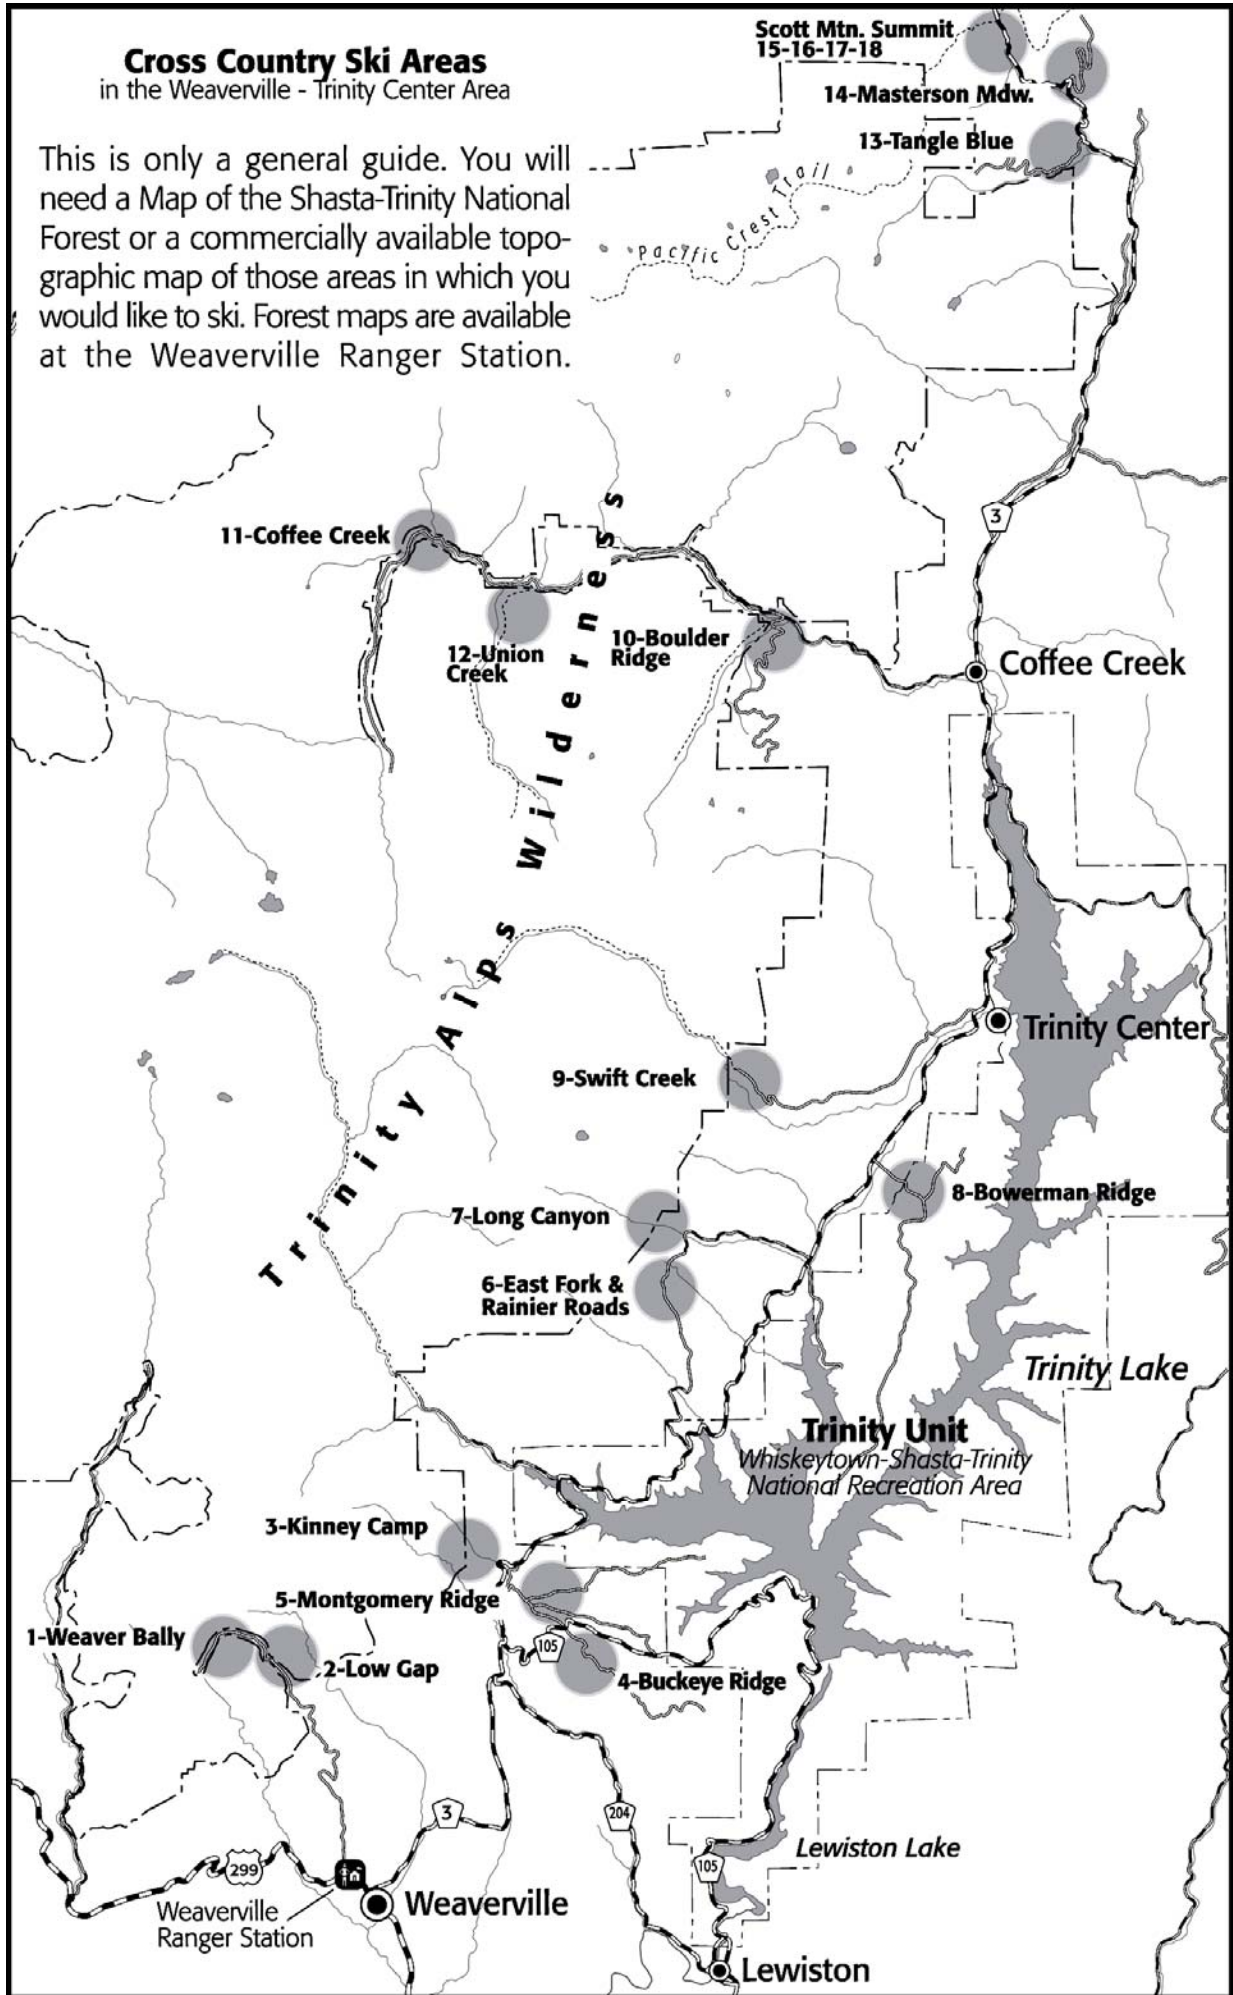 Cross Country Ski Areas
in the Weaverville - Trinity Center Area
This is only a general guide. You will
need a Map of the Shasta-Trinity National
Forest or a commercially available topo-
graphic map of those areas in which you
would like to ski. Forest maps are available
at the Weaverville Ranger Station.
Scott Mtn. Summit
15-16-17-18
14-Masterson Mdw.
13-Tangle Blue
Pacific Crest Trail
3
11-Coffee Creek
12-Union
Creek
10-Boulder
Ridge
Coffee Creek
Trinity Alps Wilderness
Trinity Center
9-Swift Creek
8-Bowerman Ridge
7-Long Canyon
6-East Fork &
Rainier Roads
Trinity Lake
Trinity Unit
Whiskeytown-Shasta-Trinity
National Recreation Area
3-Kinney Camp
5-Montgomery Ridge
1-Weaver Bally
2-Low Gap
105
4-Buckeye Ridge
3
204
Lewiston Lake
105
299
Weaverville
Weaverville
Ranger Station
Lewiston